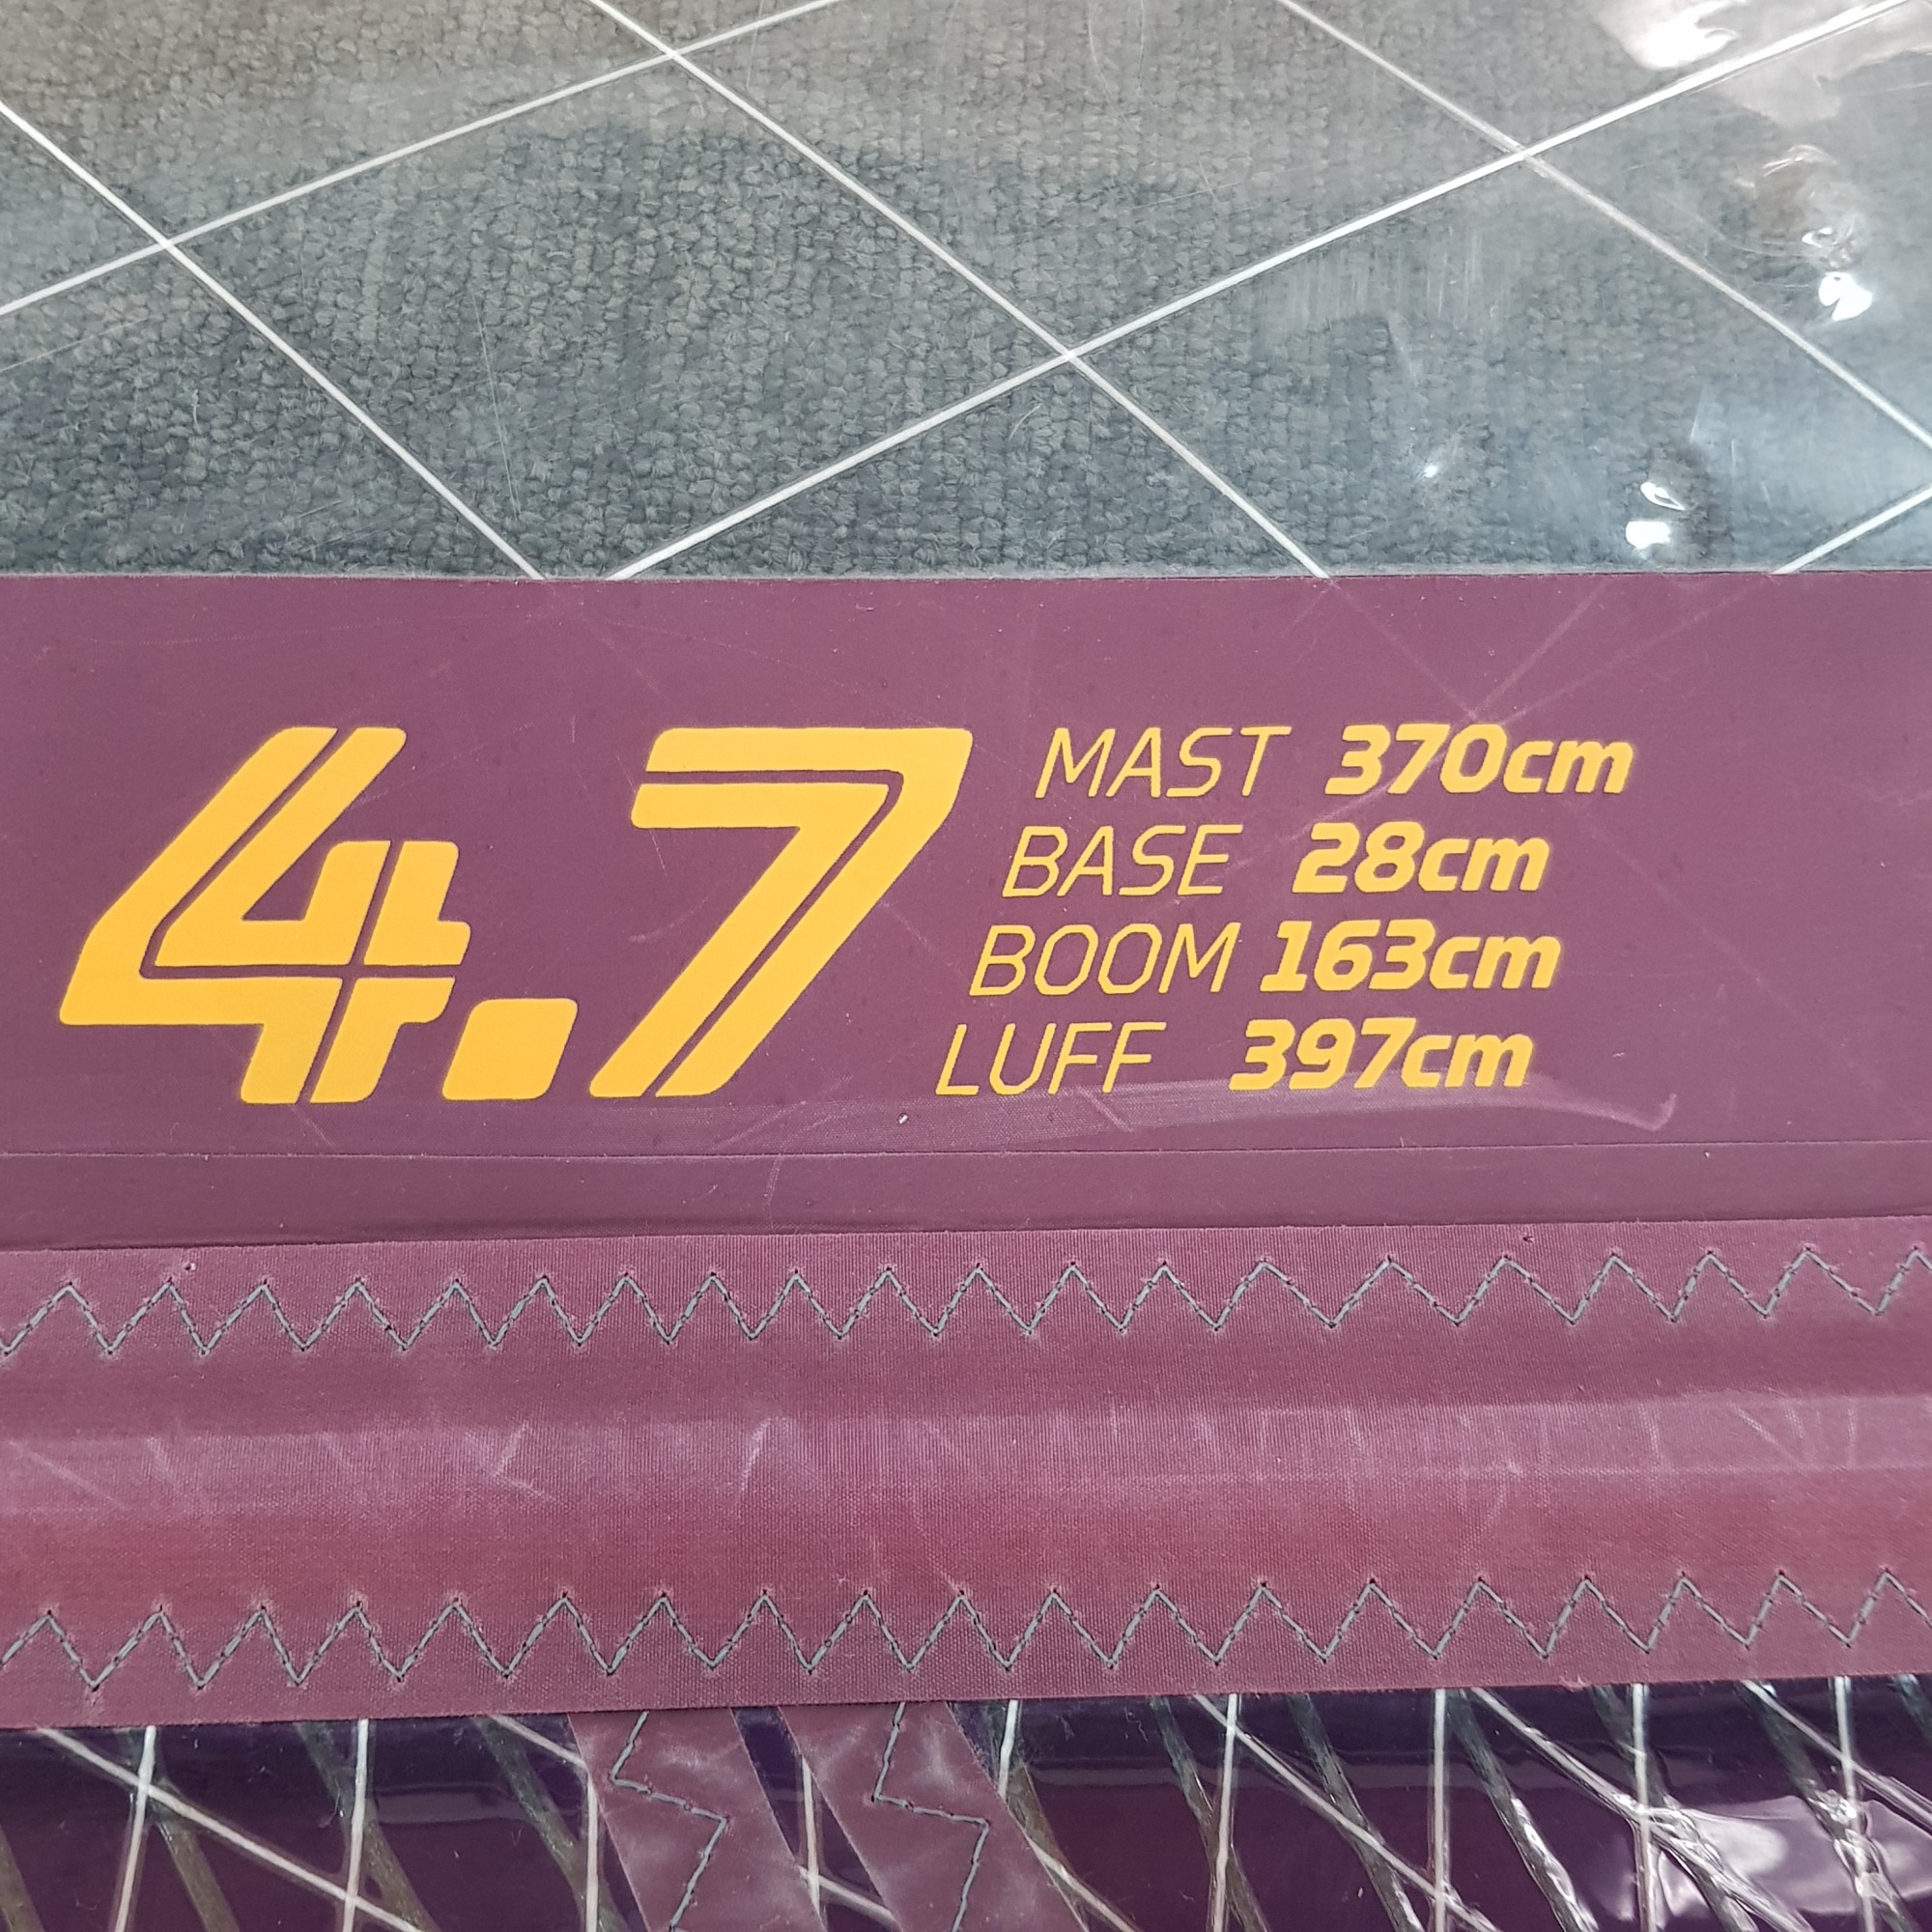 4.7
MAST 370cm
BASE 28cm
BOOM 163cm
LUFF 397cm